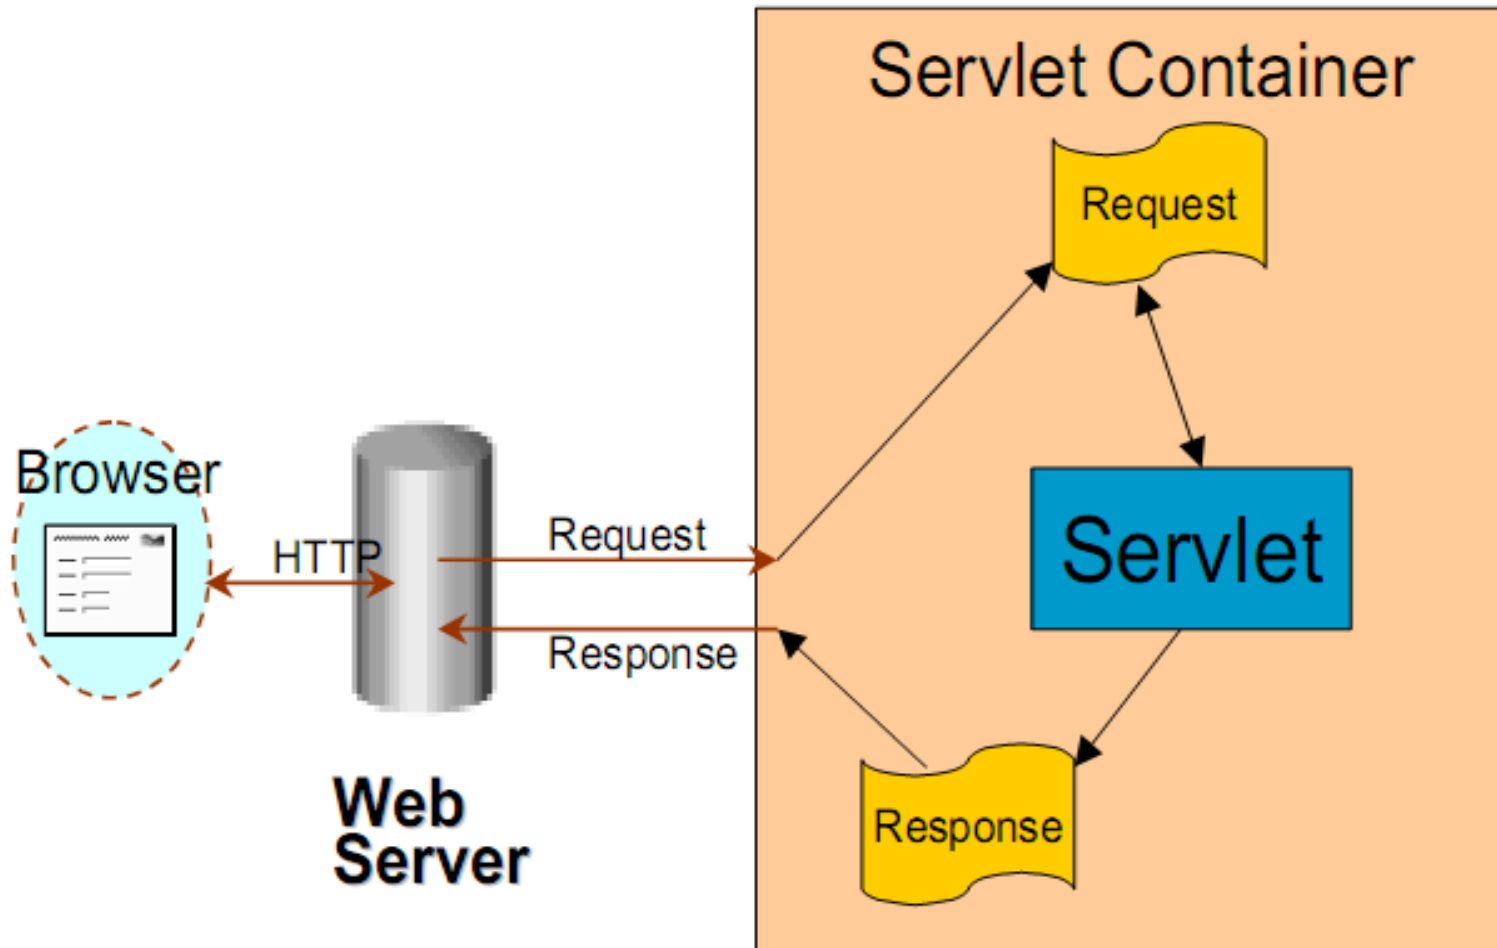 Servlet Container
Request
Browser
HTTP
Request
Servlet
Response
Response
Web
Server